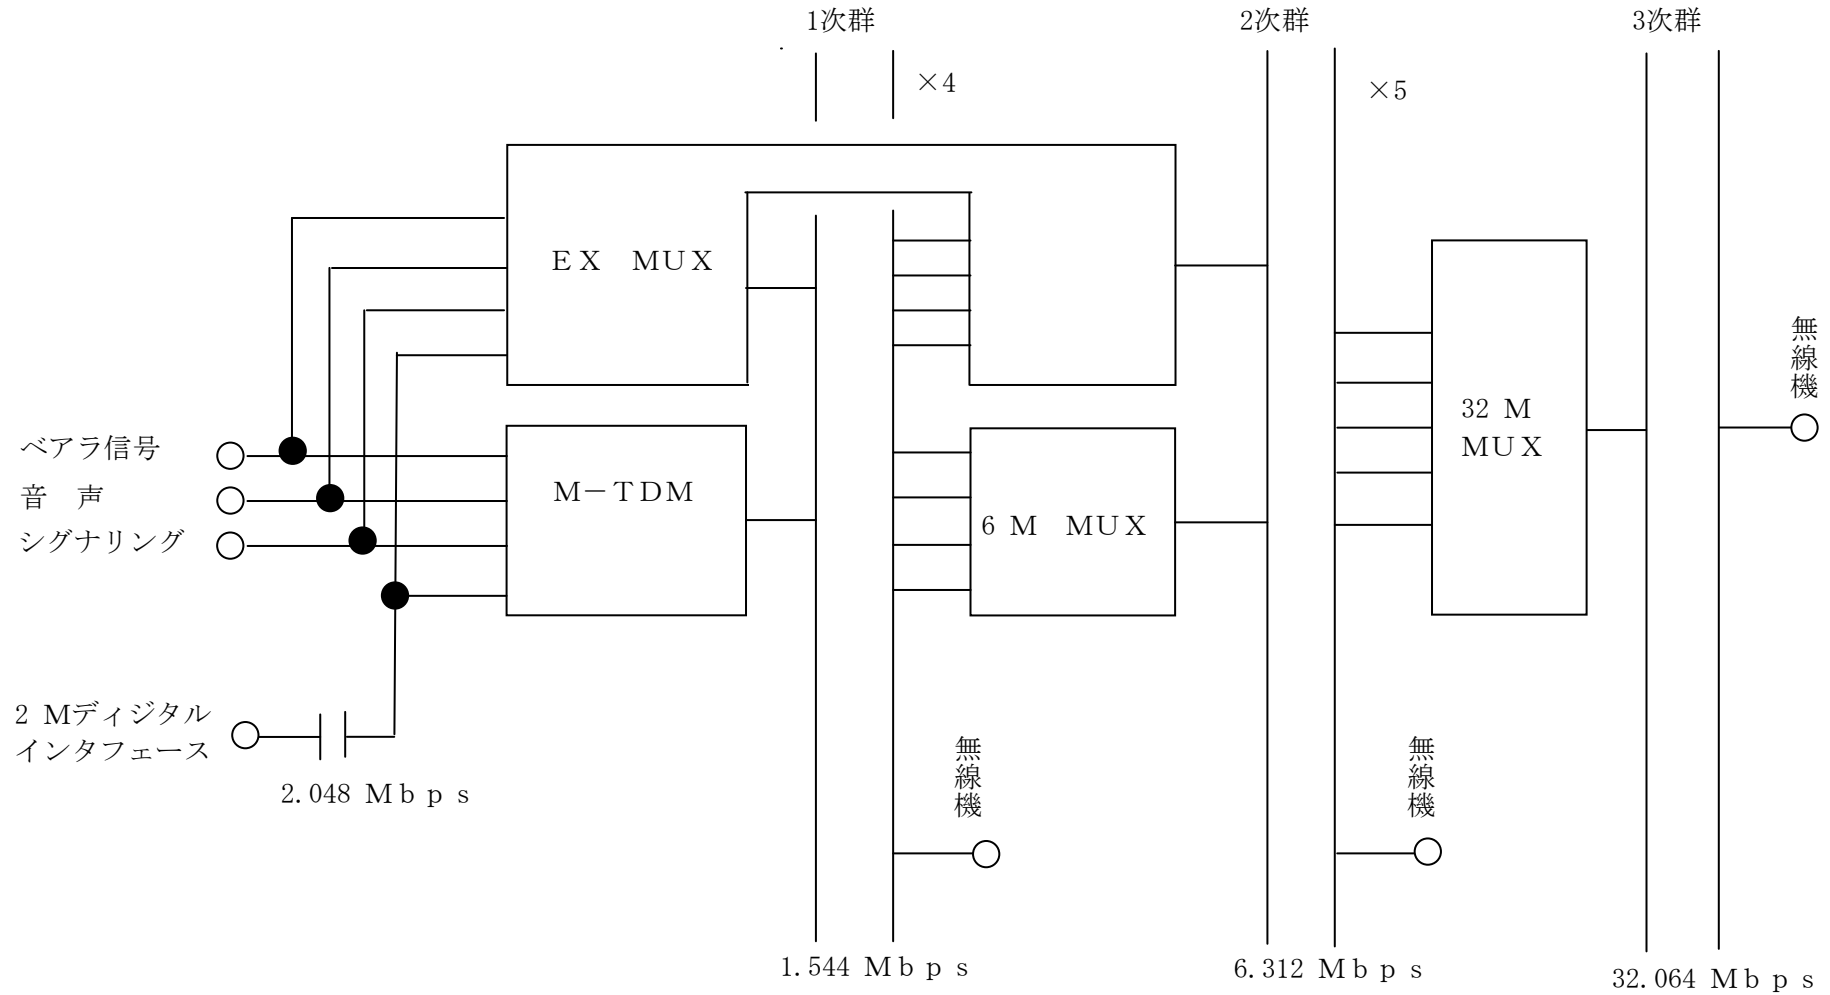 1次群
2次群
3次群
×4
×5
ＥＸ　ＭＵＸ
無線機
32 Ｍ
ＭＵＸ
ベアラ信号
音　声
シグナリング
Ｍ－ＴＤＭ
6 Ｍ　ＭＵＸ
2 Ｍディジタル
インタフェース
2.048 Ｍｂｐｓ
無線機
無線機
1.544 Ｍｂｐｓ
6.312 Ｍｂｐｓ
32.064 Ｍｂｐｓ